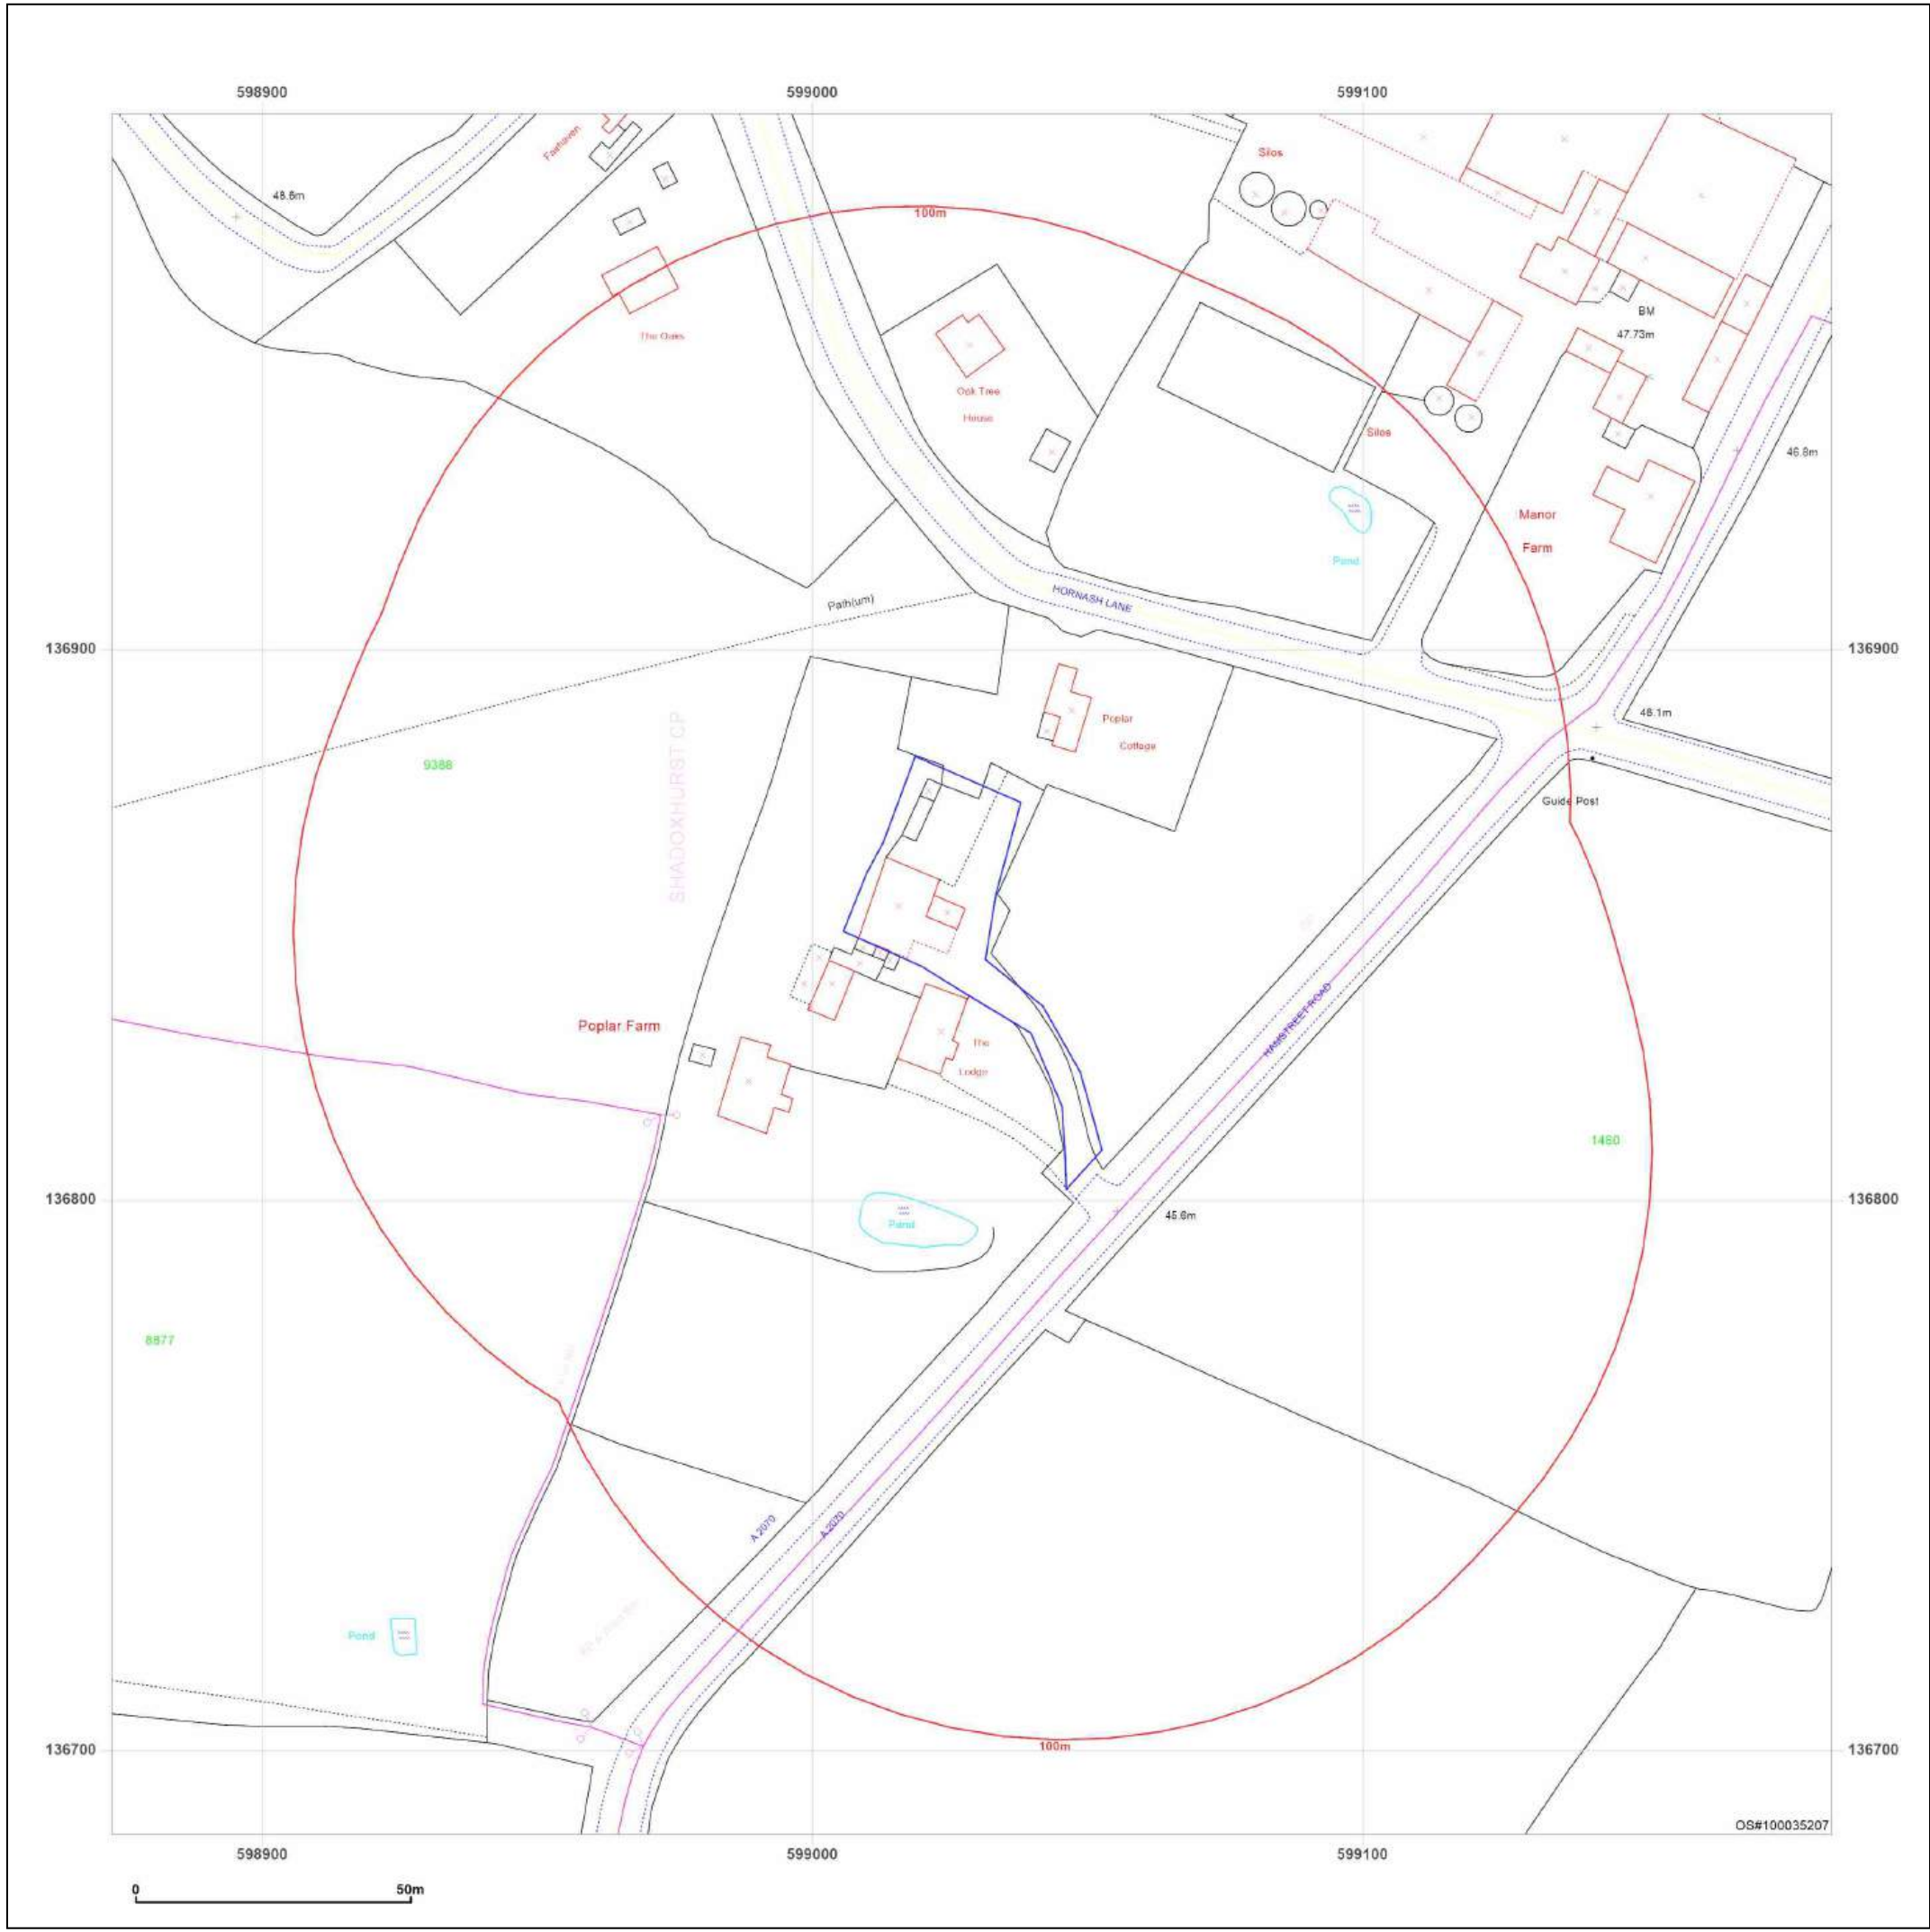 598900
599000
599100
Fairhaven
Silos
48.6m
100m
BM
47.73m
The Oaks
Oak Tree
House
Silos
46.8m
Manor
Farm
Pond
HORNASH LANE
Path(um)
136900
136900
Poplar
Cottage
46.1m
SHADOXHURST CP
9388
Guide Post
HAMSTREET ROAD
Poplar Farm
The
Lodge
1480
136800
136800
45.6m
Pond
8877
A 2070
A 2070
Pond
100m
136700
136700
OS#100035207
598900
599000
599100
0
50m